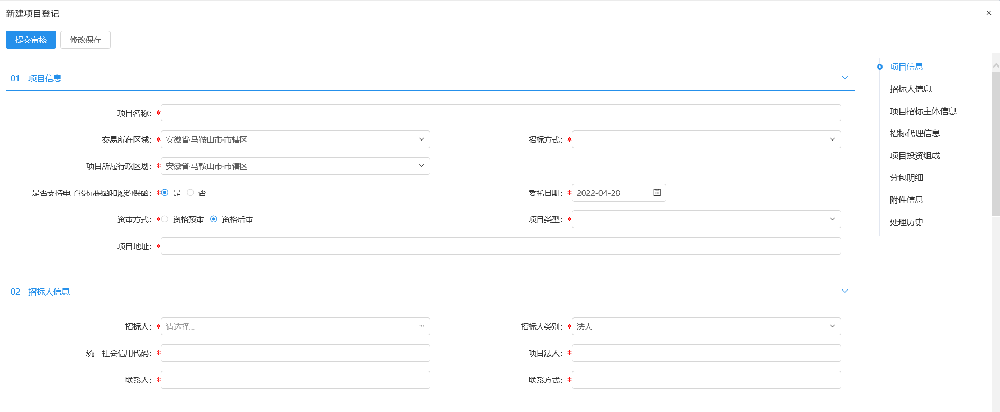 新建项目登记
提交审核 修改保存
01 项目信息
项目名称：*
交易所在区域：* 安徽省·马鞍山市·市辖区 招标方式：*
项目所属行政区划：* 安徽省·马鞍山市·市辖区
是否支持电子投标保函和履约保函：* 是 否 委托日期：* 2022-04-28
资审方式：* 资格预审 资格后审 项目类型：*
项目地址：*
02 招标人信息
招标人：* 请选择... 招标人类别：* 法人
统一社会信用代码：* 项目法人：*
联系人：* 联系方式：*
项目信息
招标人信息
项目招标主体信息
招标代理信息
项目投资组成
分包明细
附件信息
处理历史